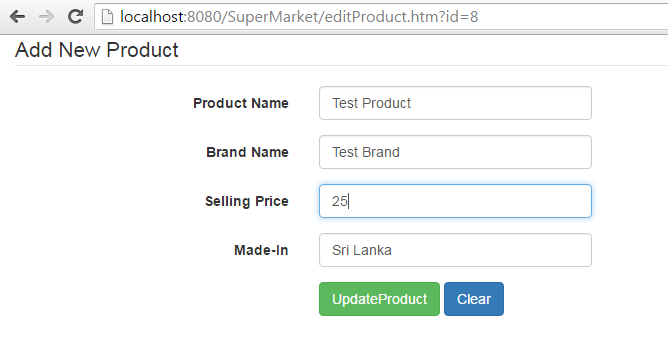 localhost:8080/SuperMarket/editProduct.htm?id=8
Add New Product
Product Name Test Product
Brand Name Test Brand
Selling Price 25
Made-In Sri Lanka
UpdateProduct Clear